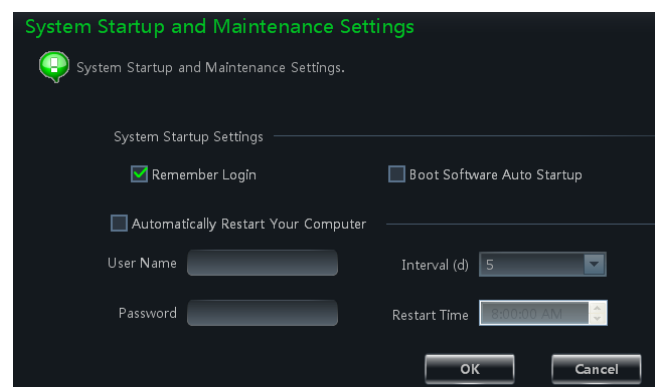 System Startup and Maintenance Settings
System Startup and Maintenance Settings.
System Startup Settings
Remember Login
Boot Software Auto Startup
Automatically Restart Your Computer
User Name
Interval (d)
5
Password
Restart Time
8:00:00 AM
OK
Cancel